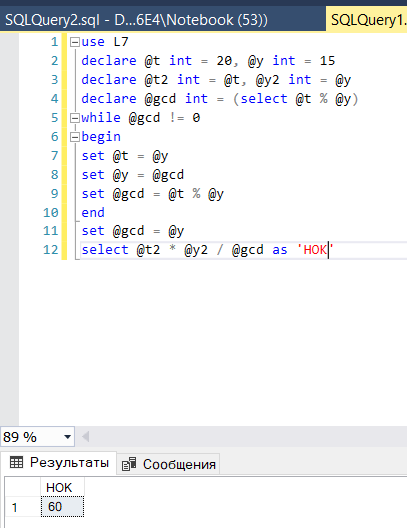 SQLQuery2.sql - D...6E4\Notebook (53))
SQLQuery1.
1 use L7
2 declare @t int = 20, @y int = 15
3 declare @t2 int = @t, @y2 int = @y
4 declare @gcd int = (select @t % @y)
5 while @gcd != 0
6 begin
7 set @t = @y
8 set @y = @gcd
9 set @gcd = @t % @y
10 end
11 set @gcd = @y
12 select @t2 * @y2 / @gcd as 'НОК'
89 %
Результаты Сообщения
НОК
1 60